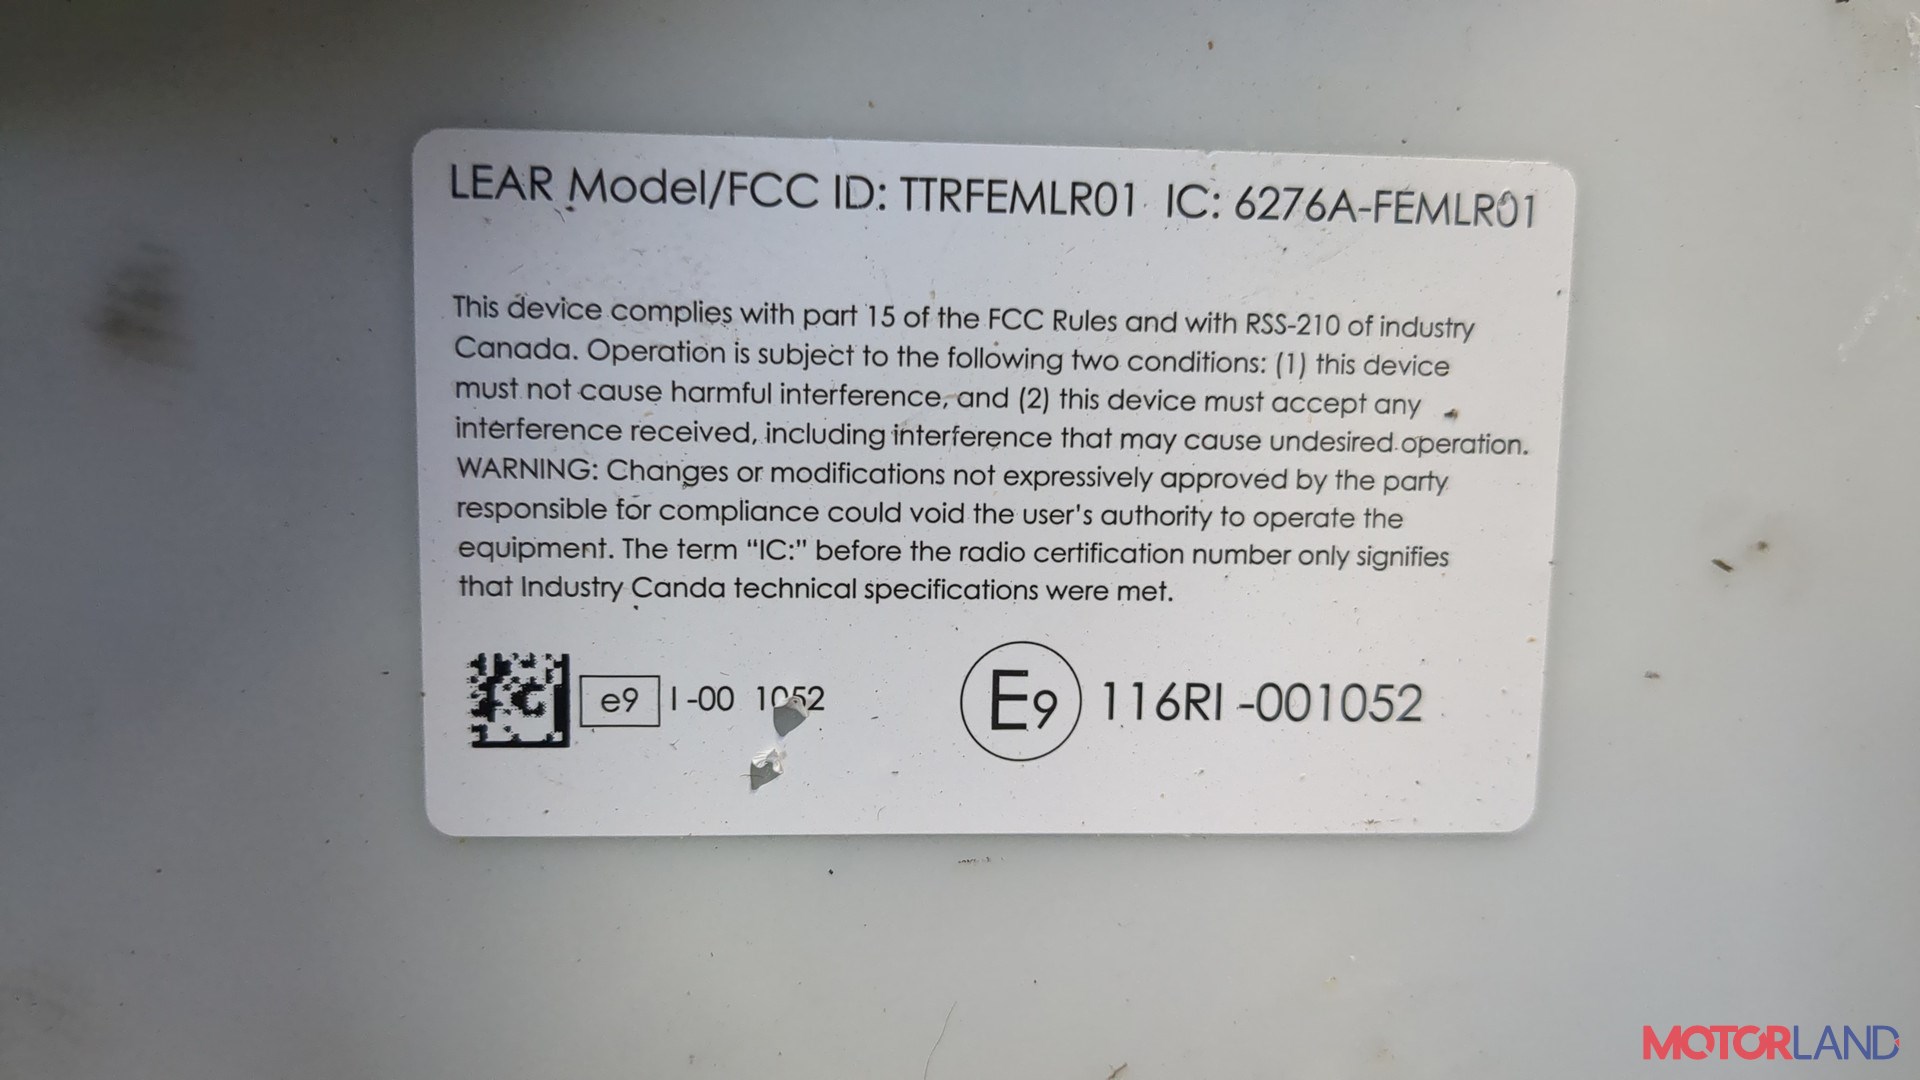 LEAR Model/FCC ID: TTRFEMLR01 IC: 6276A-FEMLR01
This device complies with part 15 of the FCC Rules and with RSS-210 of industry
Canada. Operation is subject to the following two conditions: (1) this device
must not cause harmful interference, and (2) this device must accept any
interference received, including interference that may cause undesired operation.
WARNING: Changes or modifications not expressively approved by the party
responsible for compliance could void the user's authority to operate the
equipment. The term “IC:” before the radio certification number only signifies
that Industry Canda technical specifications were met.
e9 I-00 1052
E9 116RI-001052
MOTORLAND